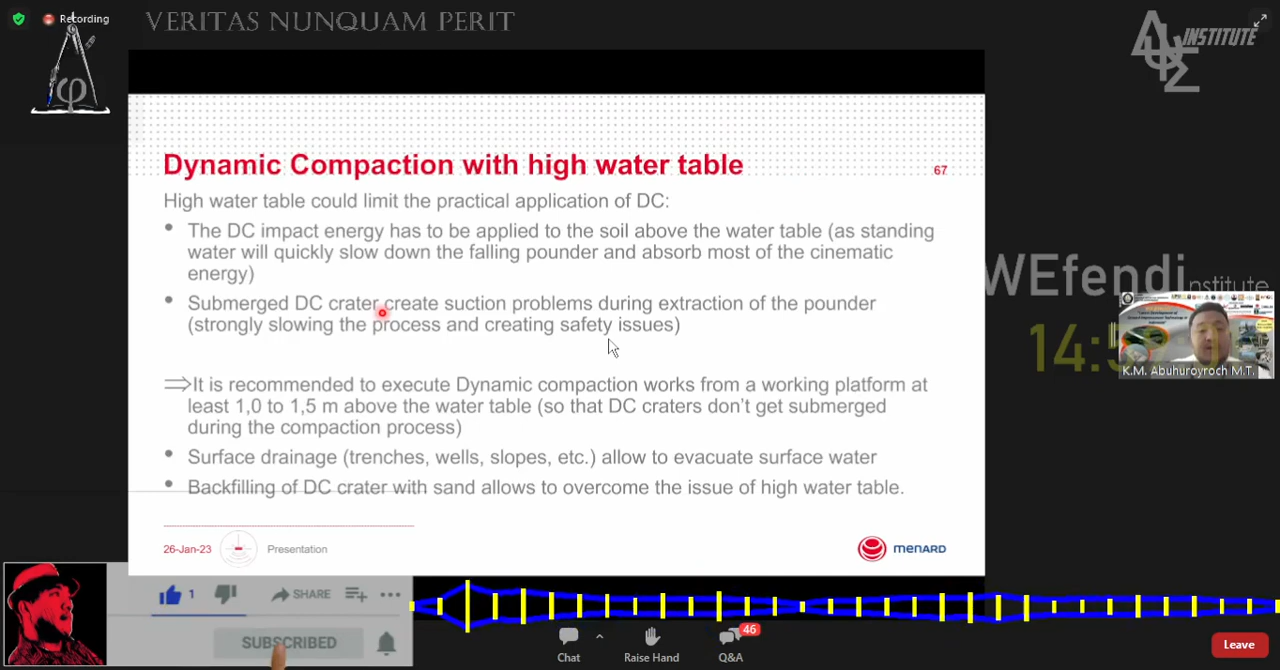 Recording
VERITAS NUNQUAM PERIT
INSTITUTE
Dynamic Compaction with high water table
67
High water table could limit the practical application of DC:
• The DC impact energy has to be applied to the soil above the water table (as standing
water will quickly slow down the falling pounder and absorb most of the cinematic
energy)
• Submerged DC crater create suction problems during extraction of the pounder
(strongly slowing the process and creating safety issues)
⇒It is recommended to execute Dynamic compaction works from a working platform at
least 1,0 to 1,5 m above the water table (so that DC craters don't get submerged
during the compaction process)
• Surface drainage (trenches, wells, slopes, etc.) allow to evacuate surface water
• Backfilling of DC crater with sand allows to overcome the issue of high water table.
26-Jan-23
Presentation
MENARD
WEfendi
institute
K.M. Abuhuroyroch M.T.
1
SHARE
SUBSCRIBED
Chat
Raise Hand
Q&A
46
Leave